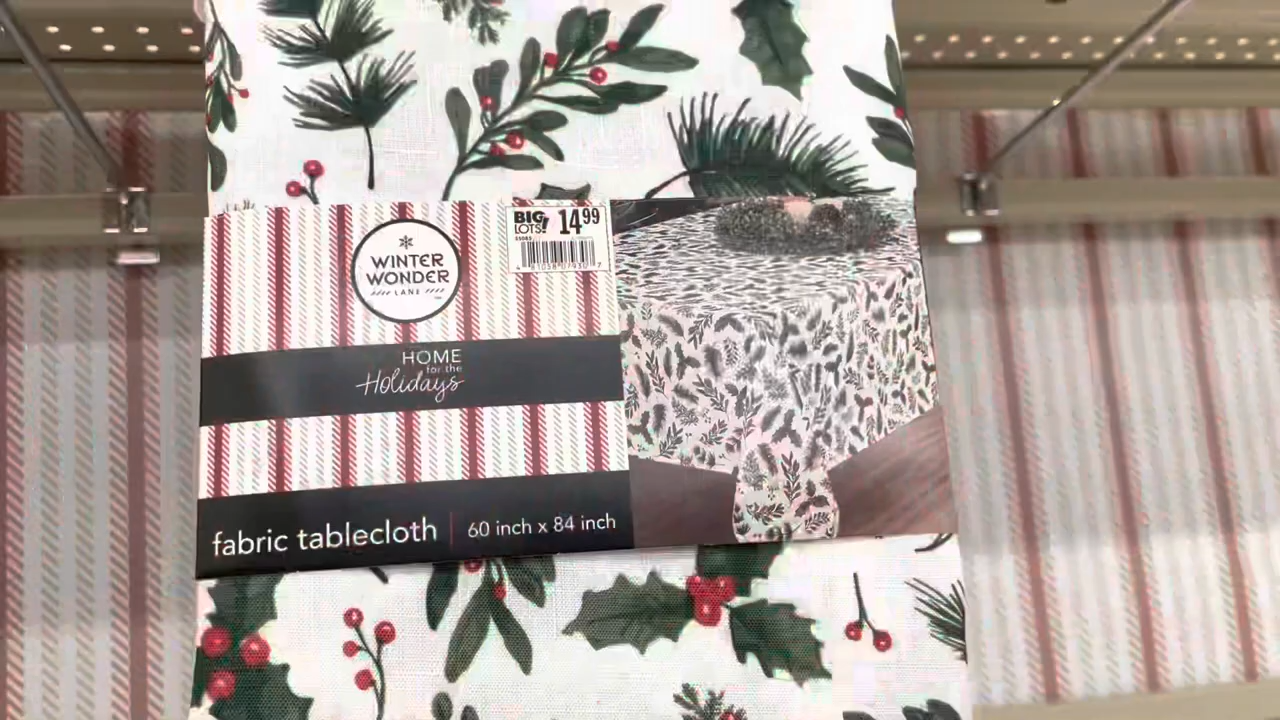 BIG
LOTS!
14.99
WINTER
WONDER
LANE
HOME
for the
Holidays
fabric tablecloth
60 inch x 84 inch